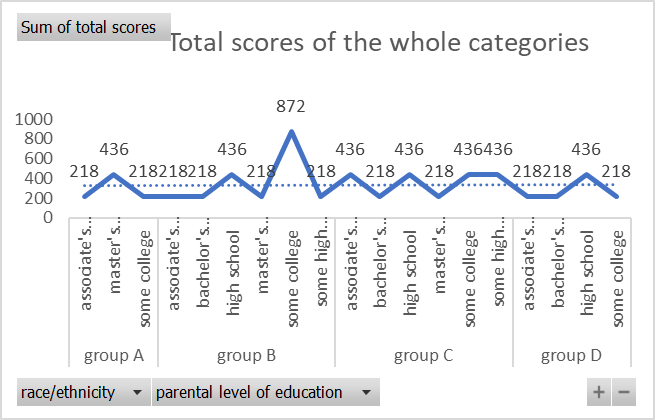 Sum of total scores
Total scores of the whole categories
1000
800
600
400
200
0
218
436
218
218
218
436
218
872
218
436
218
436
218
436
436
218
218
436
218
associate's...
master's...
some college
associate's...
bachelor's...
high school
master's...
some college
some high...
associate's...
bachelor's...
high school
master's...
some college
some high...
associate's...
bachelor's...
high school
some college
group A
group B
group C
group D
race/ethnicity
parental level of education
+ −